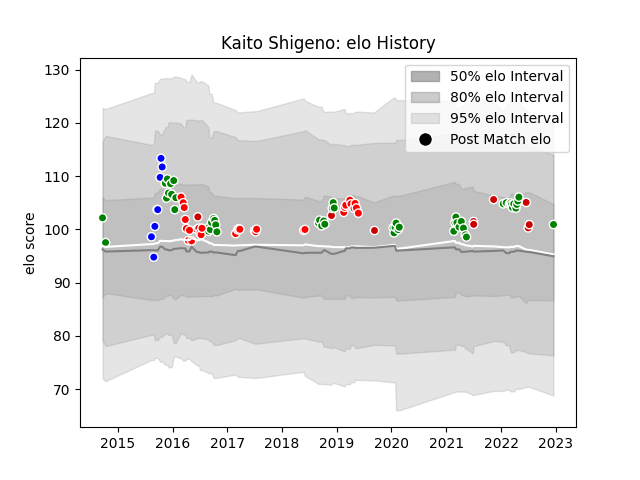 Kaito Shigeno: elo History
50% elo Interval
80% elo Interval
95% elo Interval
Post Match elo
elo score
130
120
110
100
90
80
70
2015 2016 2017 2018 2019 2020 2021 2022 2023